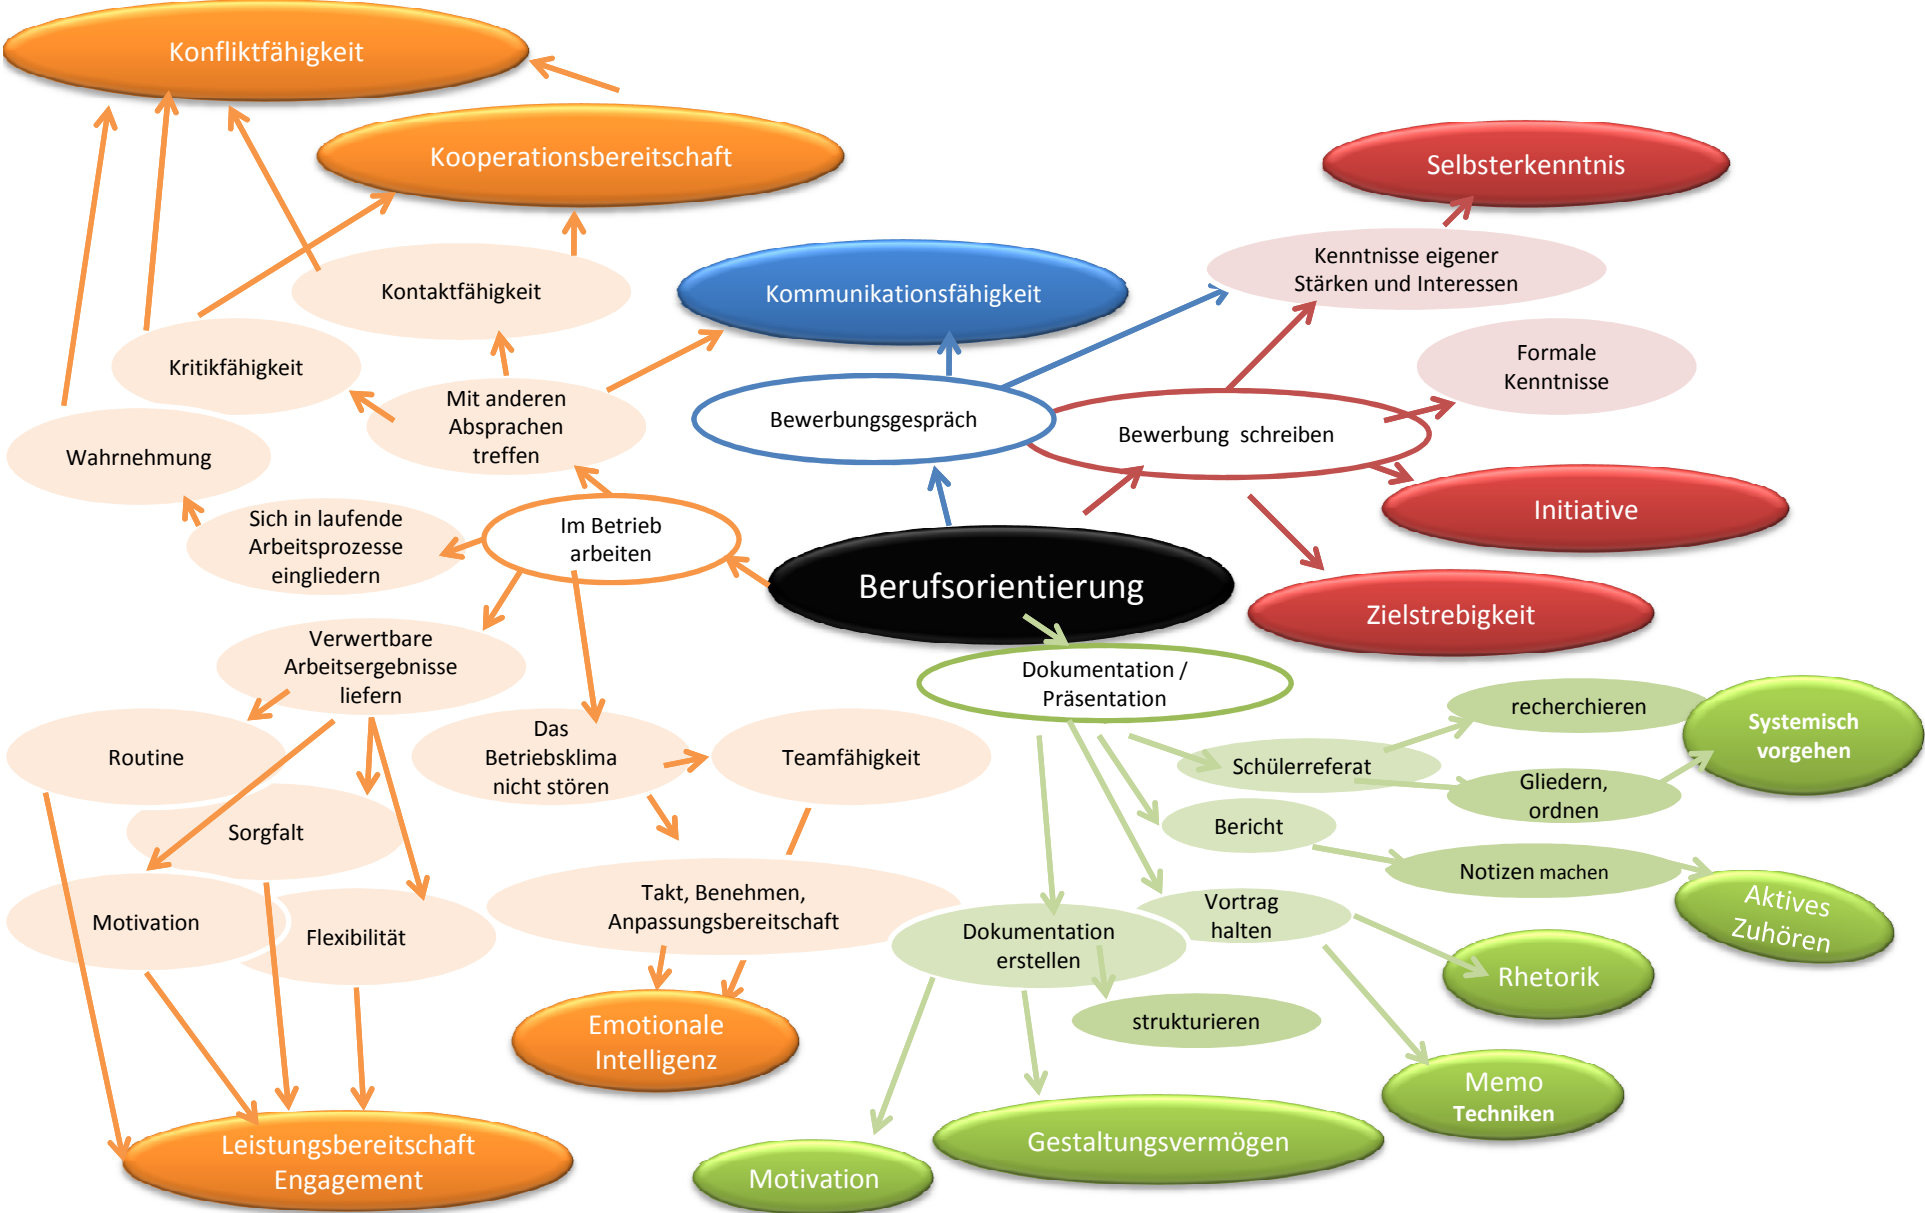 Konfliktfähigkeit
Kooperationsbereitschaft
Selbsterkenntnis
Kontaktfähigkeit
Kommunikationsfähigkeit
Kenntnisse eigener
Stärken und Interessen
Kritikfähigkeit
Mit anderen
Absprachen
treffen
Bewerbungsgespräch
Bewerbung schreiben
Formale
Kenntnisse
Wahrnehmung
Sich in laufende
Arbeitsprozesse
eingliedern
Im Betrieb
arbeiten
Initiative
Berufsorientierung
Zielstrebigkeit
Verwertbare
Arbeitsergebnisse
liefern
Dokumentation /
Präsentation
Routine
Das
Betriebsklima
nicht stören
Teamfähigkeit
Schülerreferat
recherchieren
Systemisch
vorgehen
Gliedern,
ordnen
Sorgfalt
Bericht
Notizen machen
Motivation
Flexibilität
Takt, Benehmen,
Anpassungsbereitschaft
Dokumentation
erstellen
Vortrag
halten
Aktives
Zuhören
Rhetorik
Emotionale
Intelligenz
strukturieren
Memo
Techniken
Leistungsbereitschaft
Engagement
Motivation
Gestaltungsvermögen